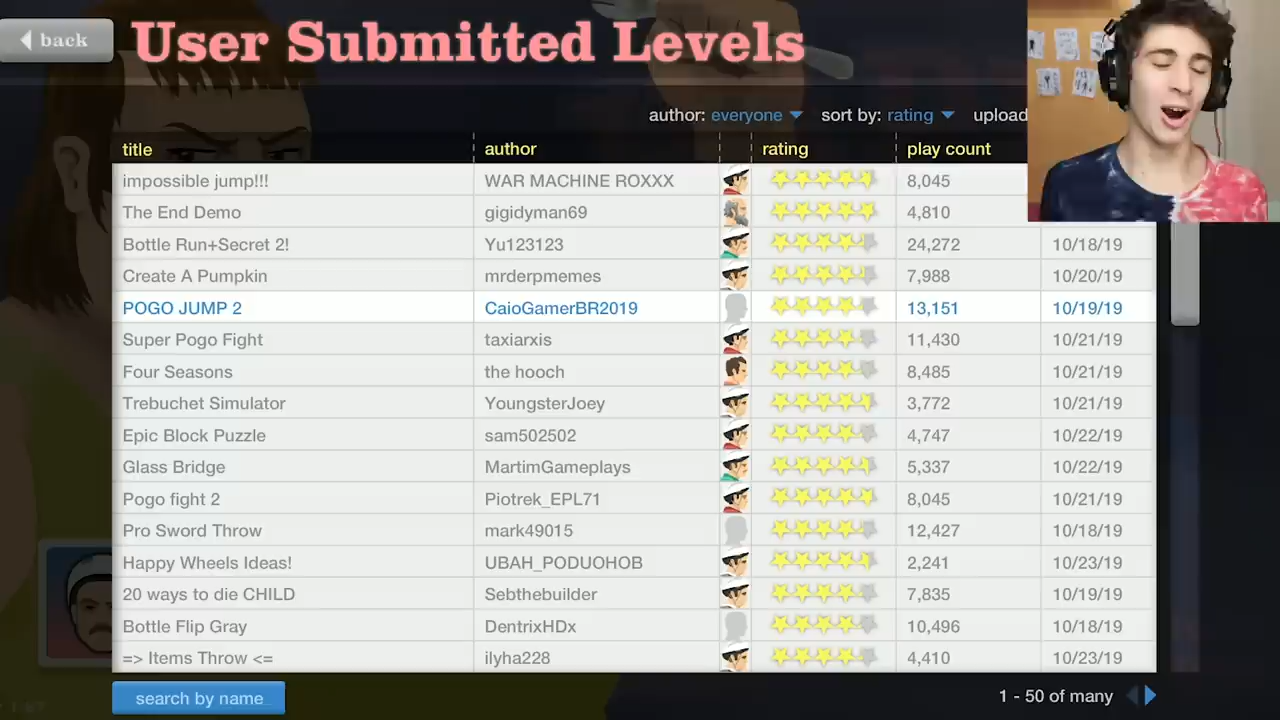 back
User Submitted Levels
author: everyone sort by: rating upload
title author rating play count
impossible jump!!! WAR MACHINE ROXXX 8,045
The End Demo gigidyman69 4,810
Bottle Run+Secret 2! Yu123123 24,272 10/18/19
Create A Pumpkin mrderpmemes 7,988 10/20/19
POGO JUMP 2 CaioGamerBR2019 13,151 10/19/19
Super Pogo Fight taxiarxis 11,430 10/21/19
Four Seasons the hooch 8,485 10/21/19
Trebuchet Simulator YoungsterJoey 3,772 10/21/19
Epic Block Puzzle sam502502 4,747 10/22/19
Glass Bridge MartimGameplays 5,337 10/22/19
Pogo fight 2 Piotrek_EPL71 8,045 10/21/19
Pro Sword Throw mark49015 12,427 10/18/19
Happy Wheels Ideas! UBAH_PODUOHOB 2,241 10/23/19
20 ways to die CHILD Sebthebuilder 7,835 10/19/19
Bottle Flip Gray DentrixHDx 10,496 10/18/19
=> Items Throw <= ilyha228 4,410 10/23/19
search by name 1 - 50 of many